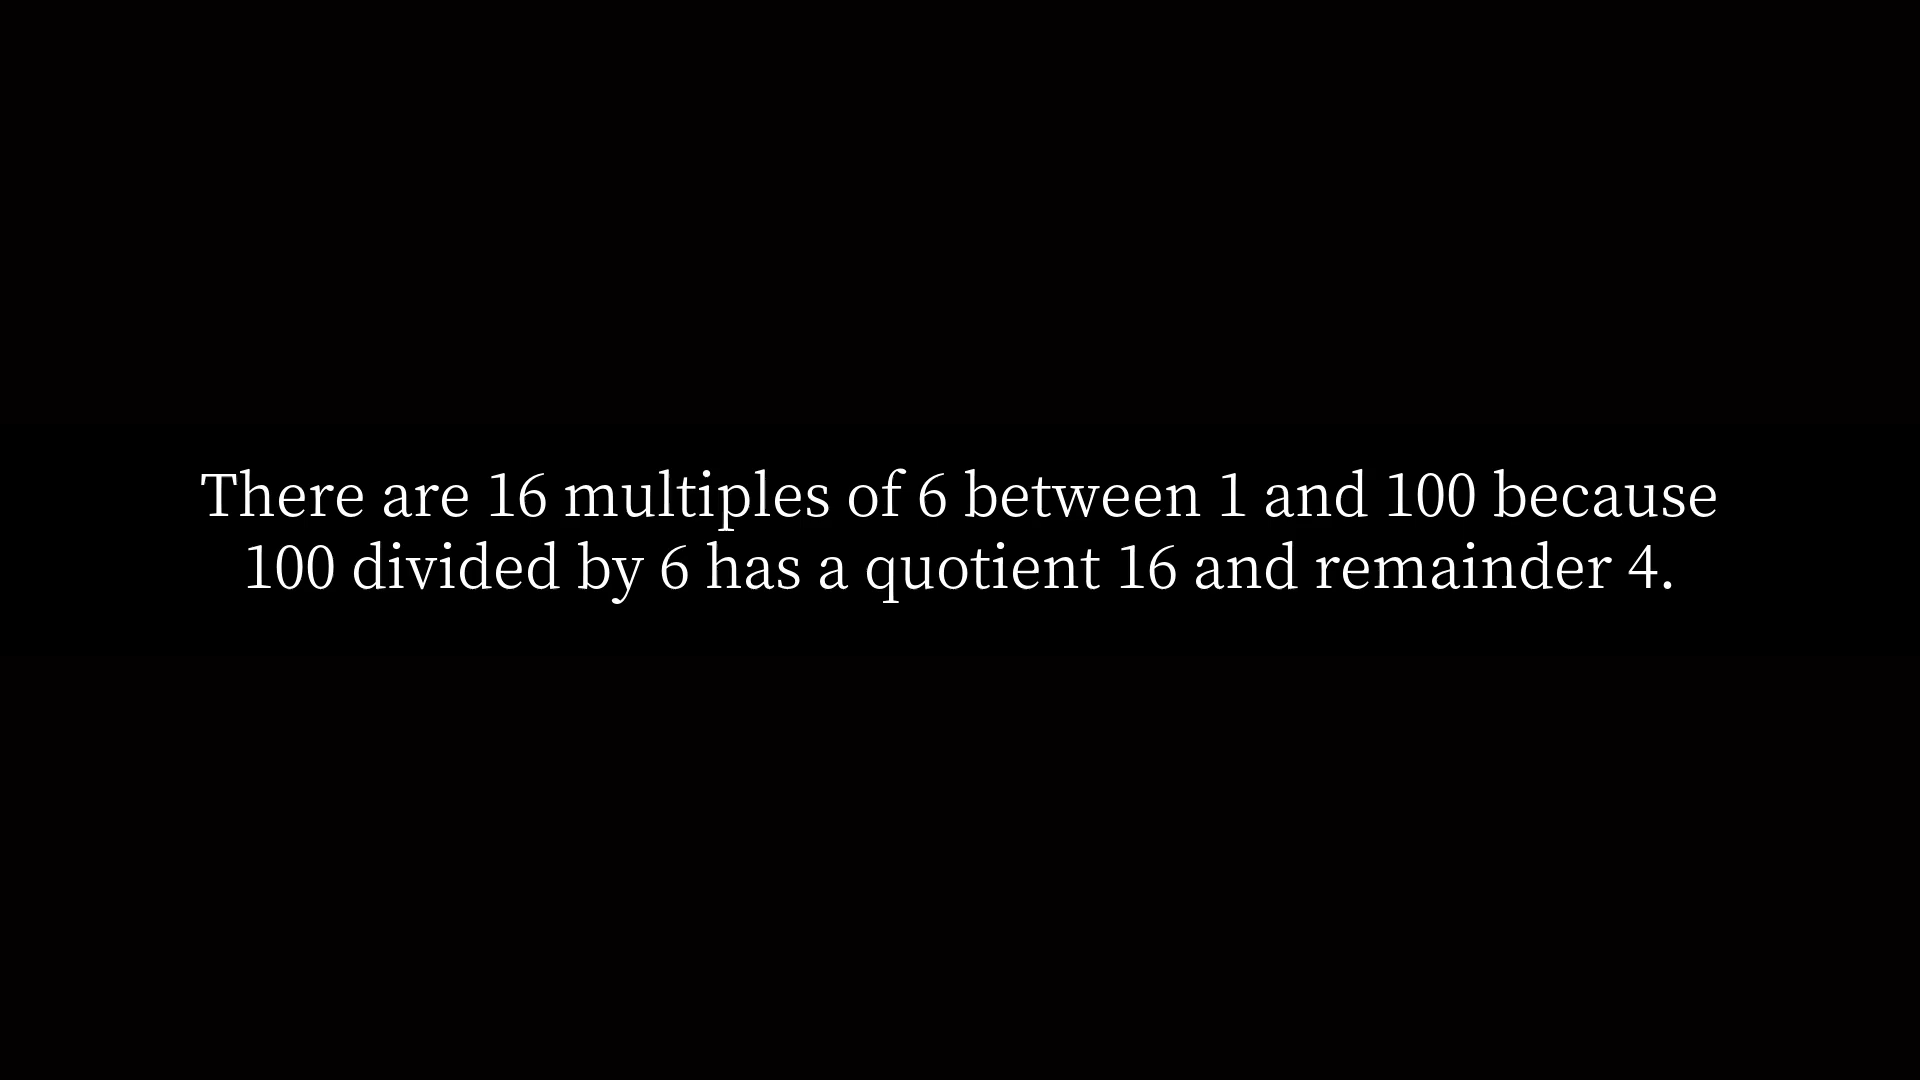 There are 16 multiples of 6 between 1 and 100 because
100 divided by 6 has a quotient 16 and remainder 4.